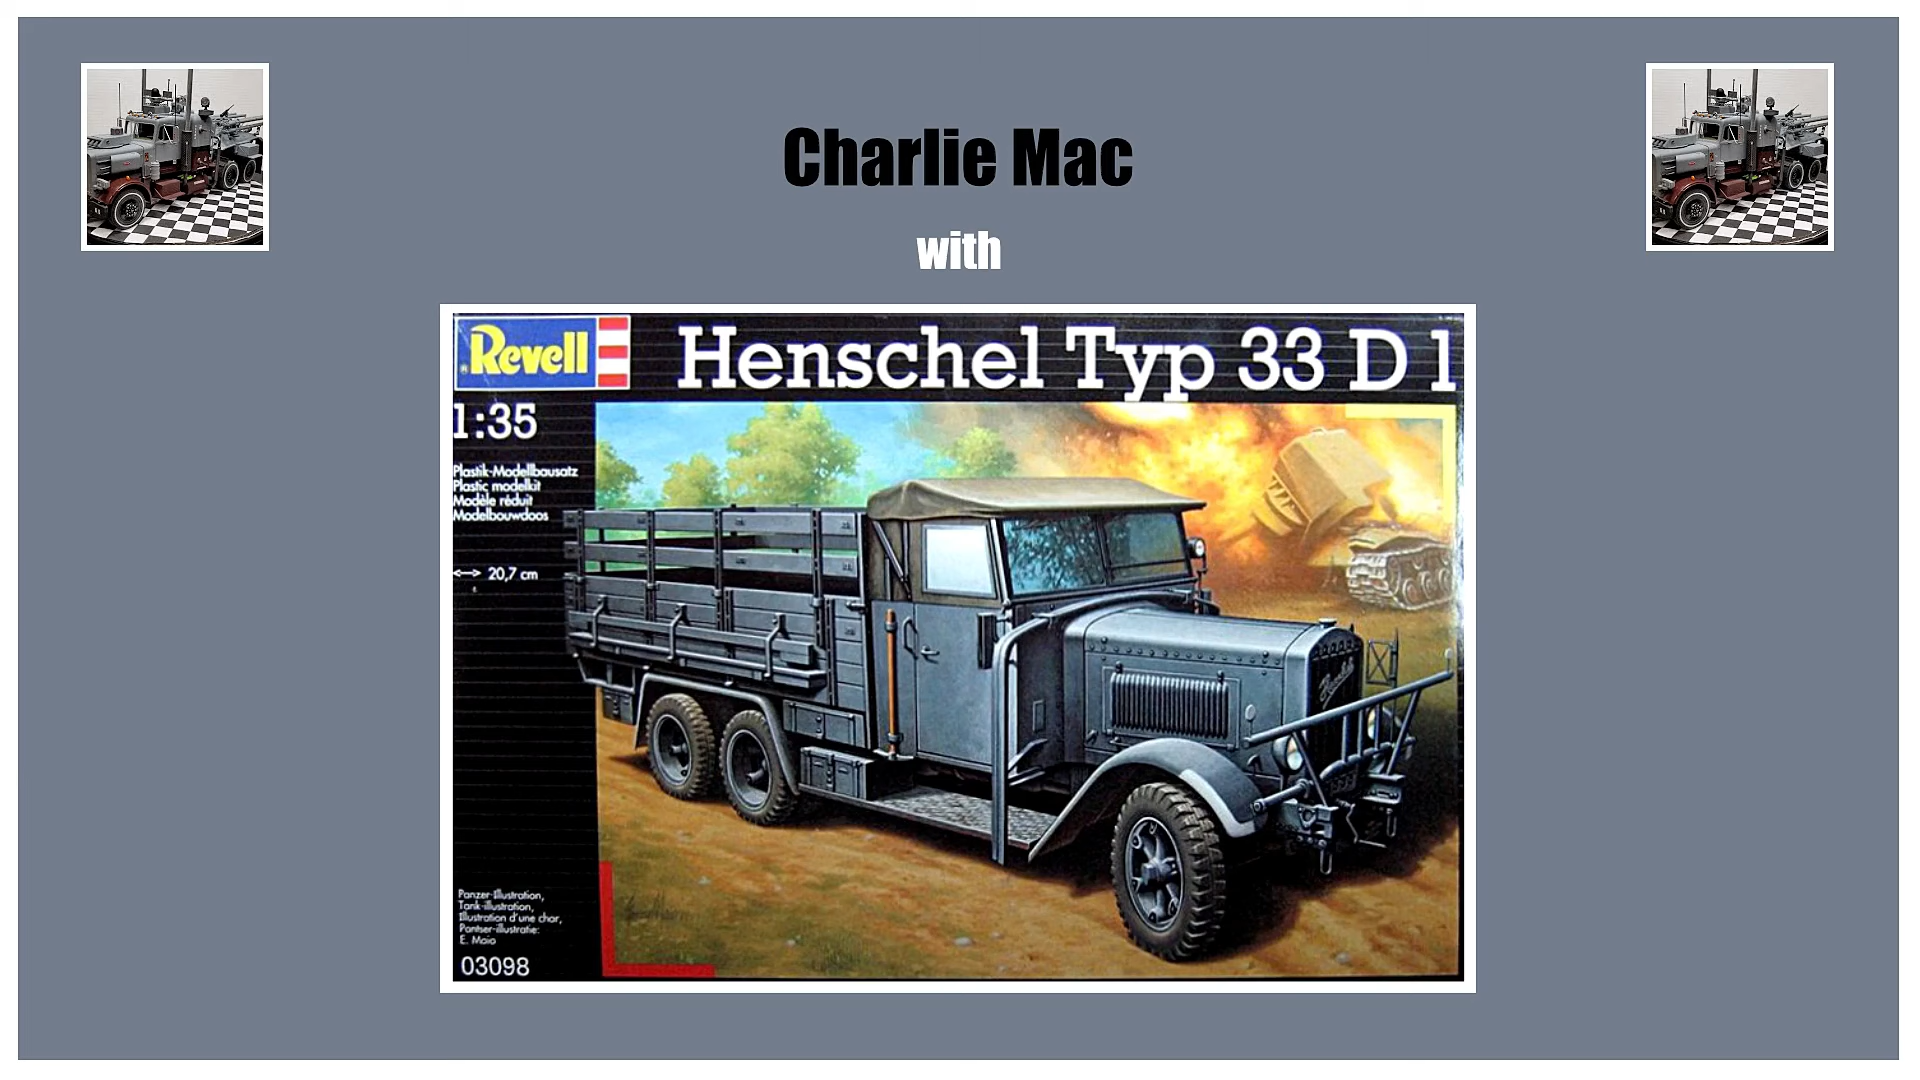 Charlie Mac
with
Revell
Henschel Typ 33 D 1
1:35
Plastik-Modellbausatz
Plastic modelkit
Modèle réduit
Modelbouwdoos
<--> 20,7 cm
Panzer-Illustration,
Tank-illustration,
Illustration d'une char,
Pantser-illustratie:
E. Maio
03098
Henschel